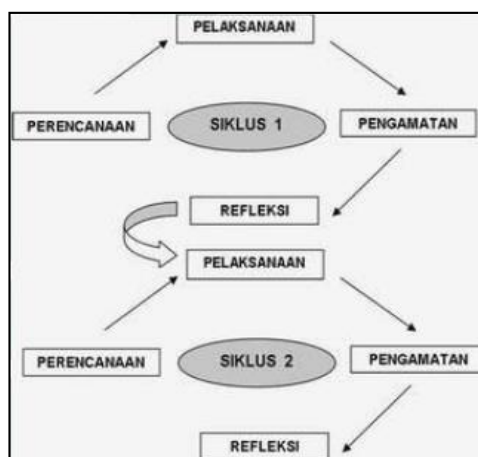 PELAKSANAAN
PERENCANAAN
SIKLUS 1
PENGAMATAN
REFLEKSI
PELAKSANAAN
PERENCANAAN
SIKLUS 2
PENGAMATAN
REFLEKSI